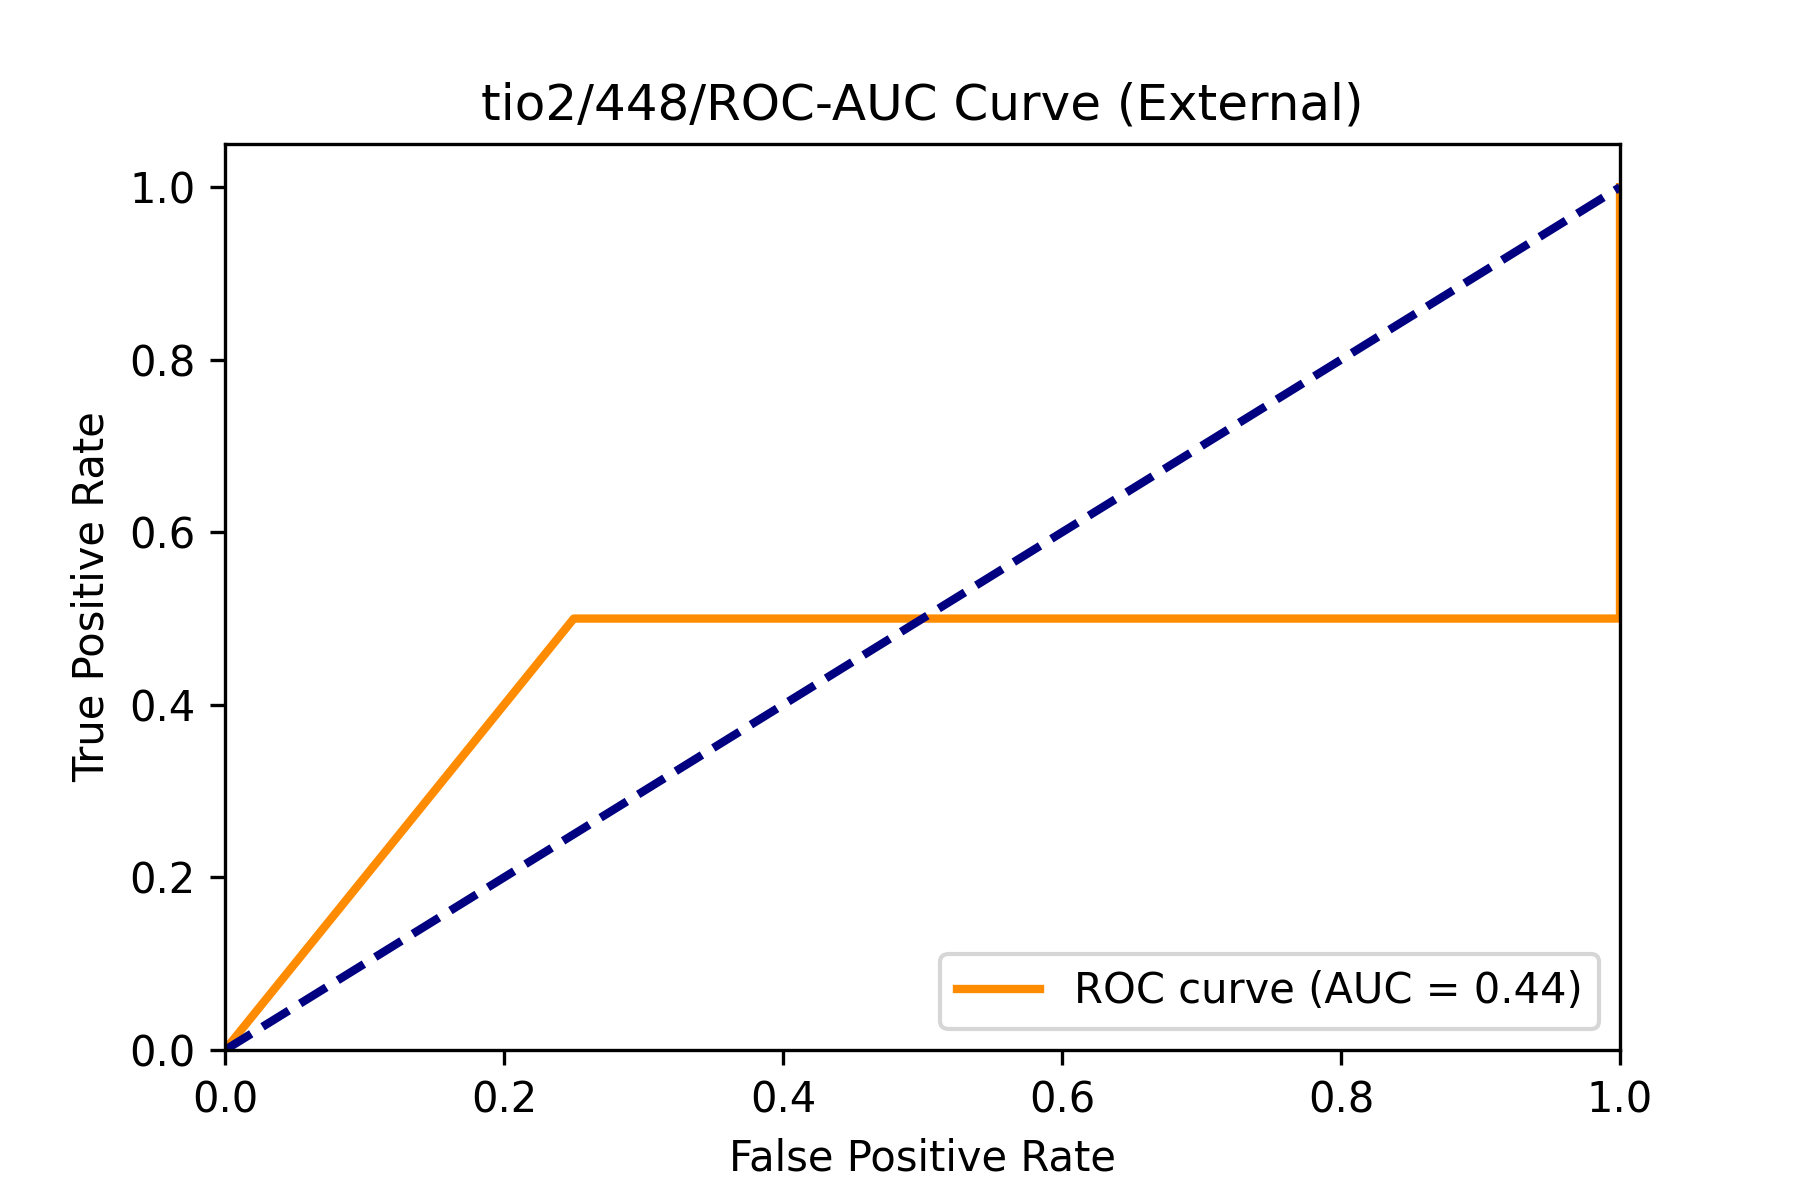 tio2/448/ROC-AUC Curve (External)
1.0
0.8
0.6
0.4
0.2
0.0
True Positive Rate
ROC curve (AUC = 0.44)
0.0 0.2 0.4 0.6 0.8 1.0
False Positive Rate